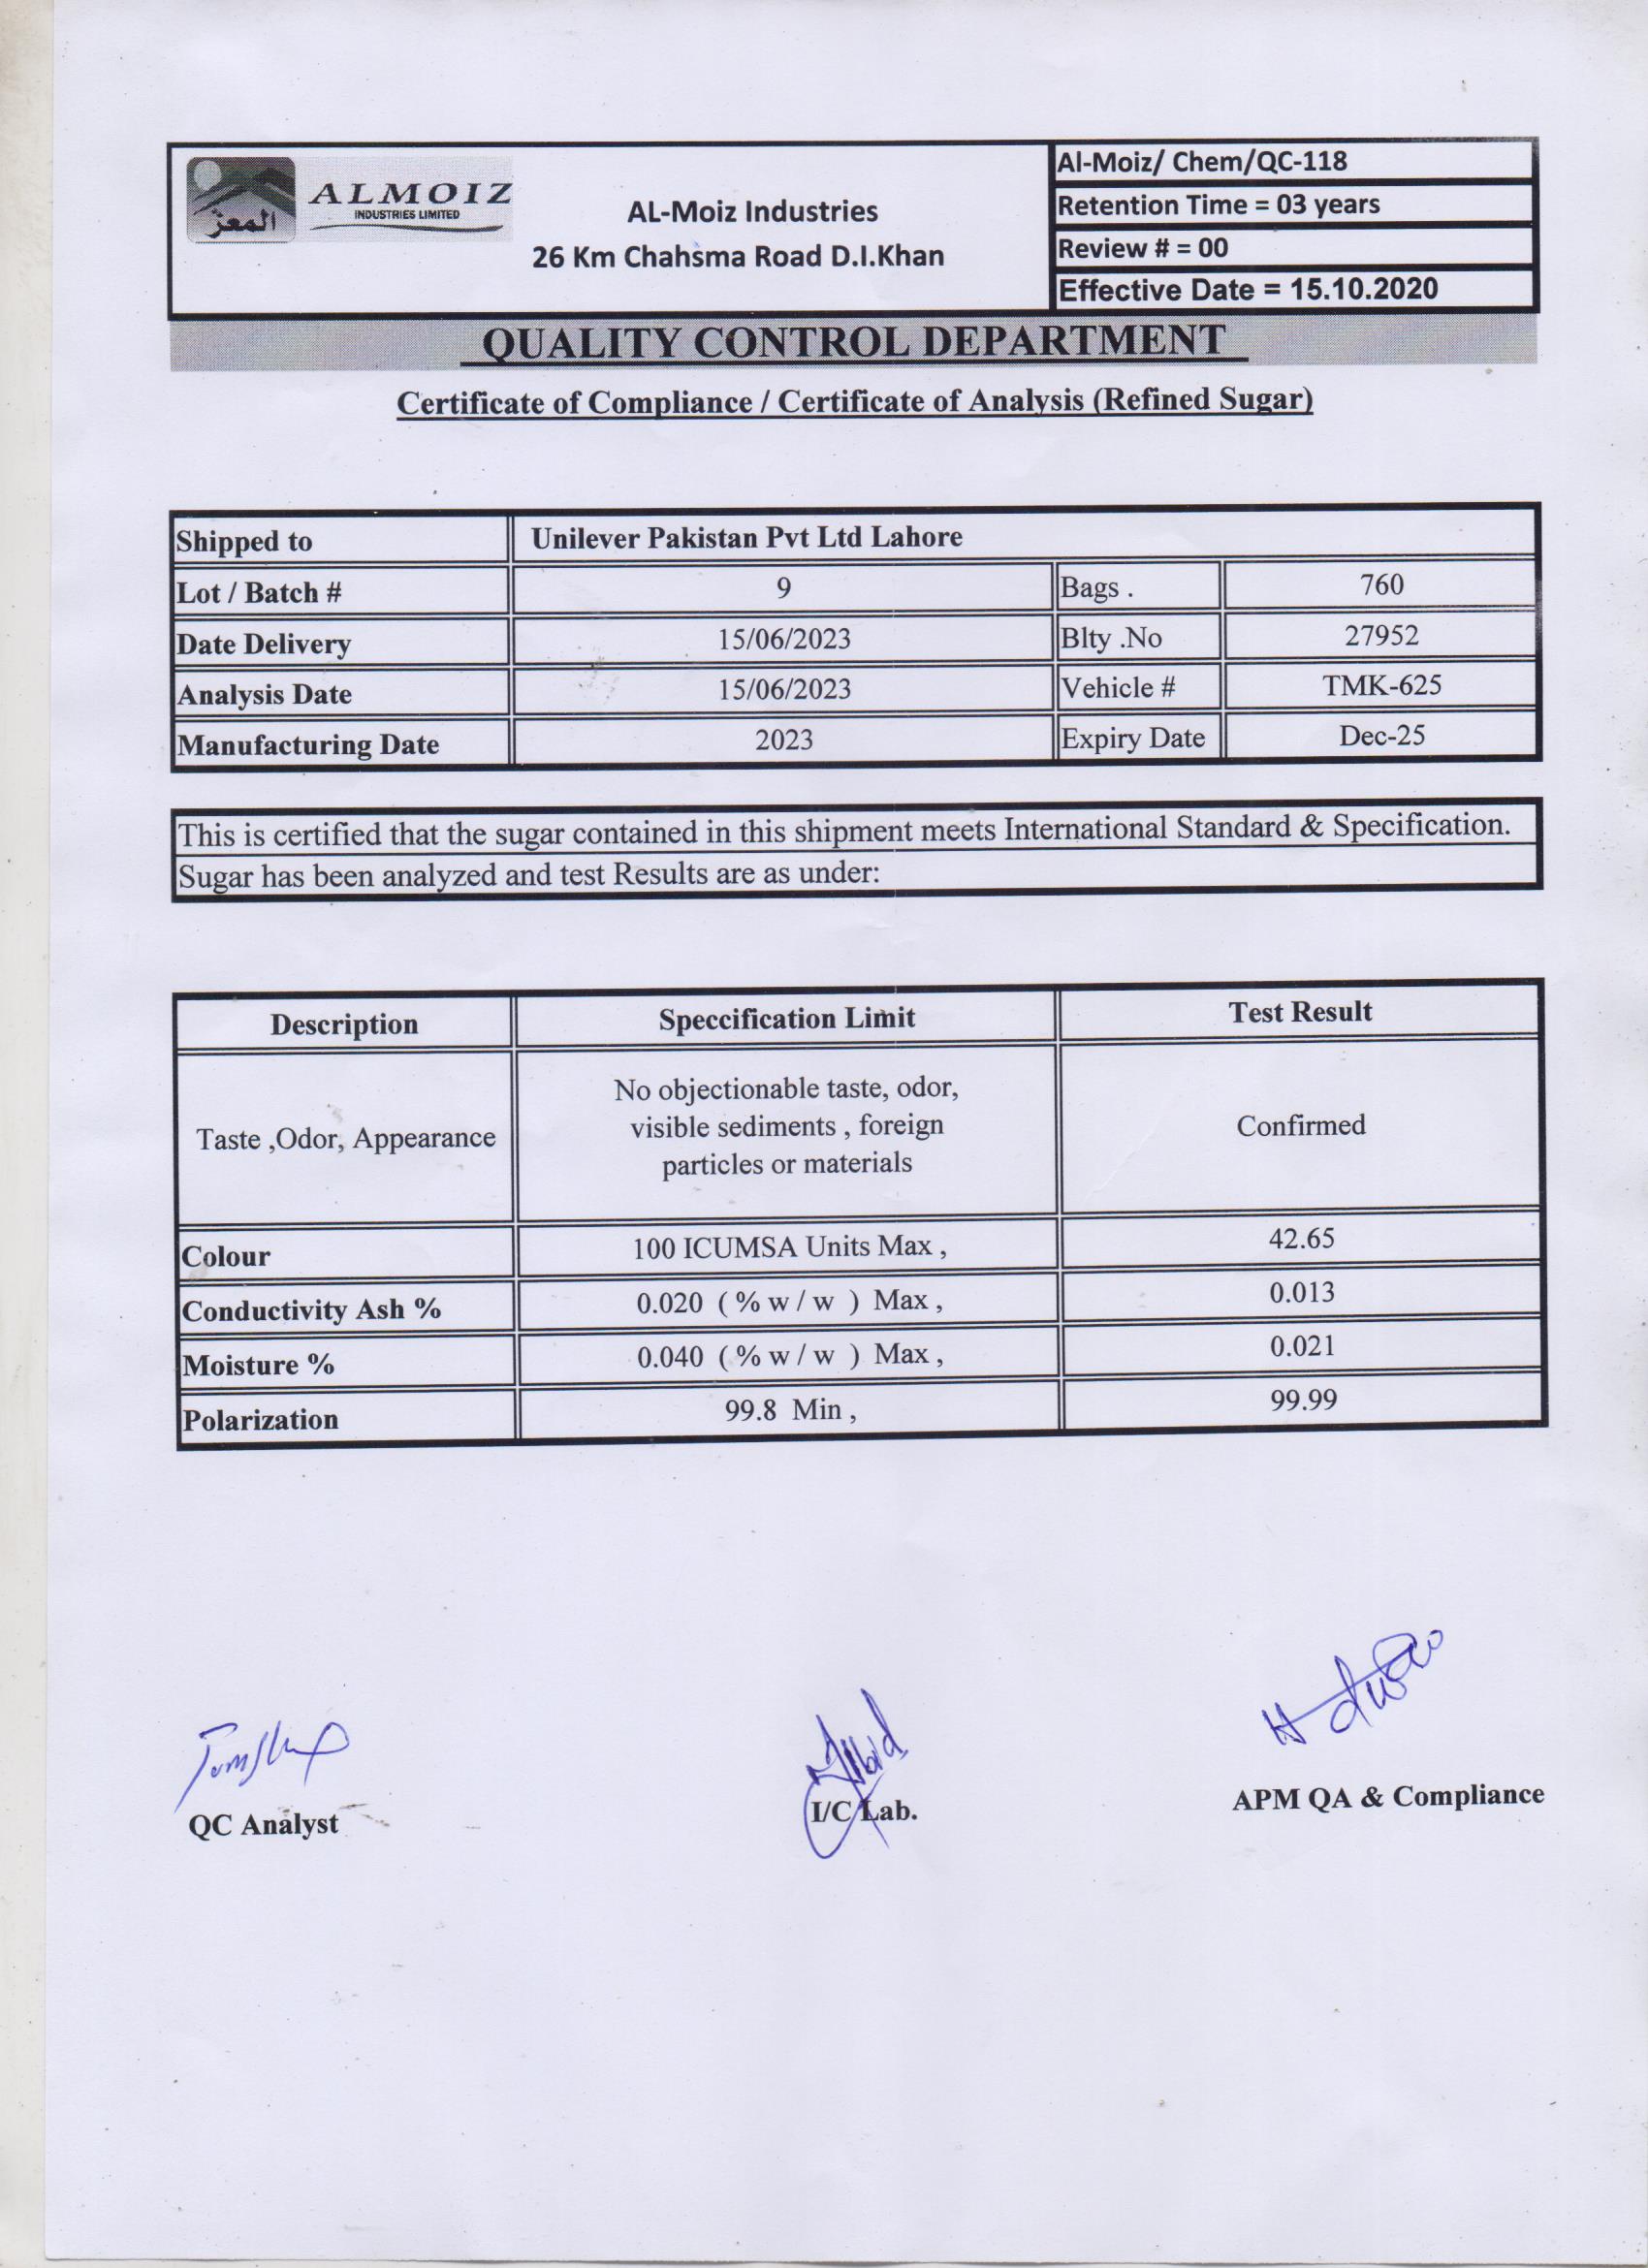 المعز
ALMOIZ
INDUSTRIES LIMITED
AL-Moiz Industries
26 Km Chahsma Road D.I.Khan
Al-Moiz/ Chem/QC-118
Retention Time = 03 years
Review # = 00
Effective Date = 15.10.2020
QUALITY CONTROL DEPARTMENT
Certificate of Compliance / Certificate of Analysis (Refined Sugar)
Shipped to Unilever Pakistan Pvt Ltd Lahore
Lot / Batch # 9 Bags . 760
Date Delivery 15/06/2023 Blty .No 27952
Analysis Date 15/06/2023 Vehicle # TMK-625
Manufacturing Date 2023 Expiry Date Dec-25
This is certified that the sugar contained in this shipment meets International Standard & Specification.
Sugar has been analyzed and test Results are as under:
Description Speccification Limit Test Result
Taste ,Odor, Appearance No objectionable taste, odor,
visible sediments , foreign
particles or materials
Confirmed
Colour 100 ICUMSA Units Max , 42.65
Conductivity Ash % 0.020 ( % w / w ) Max , 0.013
Moisture % 0.040 ( % w / w ) Max , 0.021
Polarization 99.8 Min , 99.99
QC Analyst I/C Lab. APM QA & Compliance